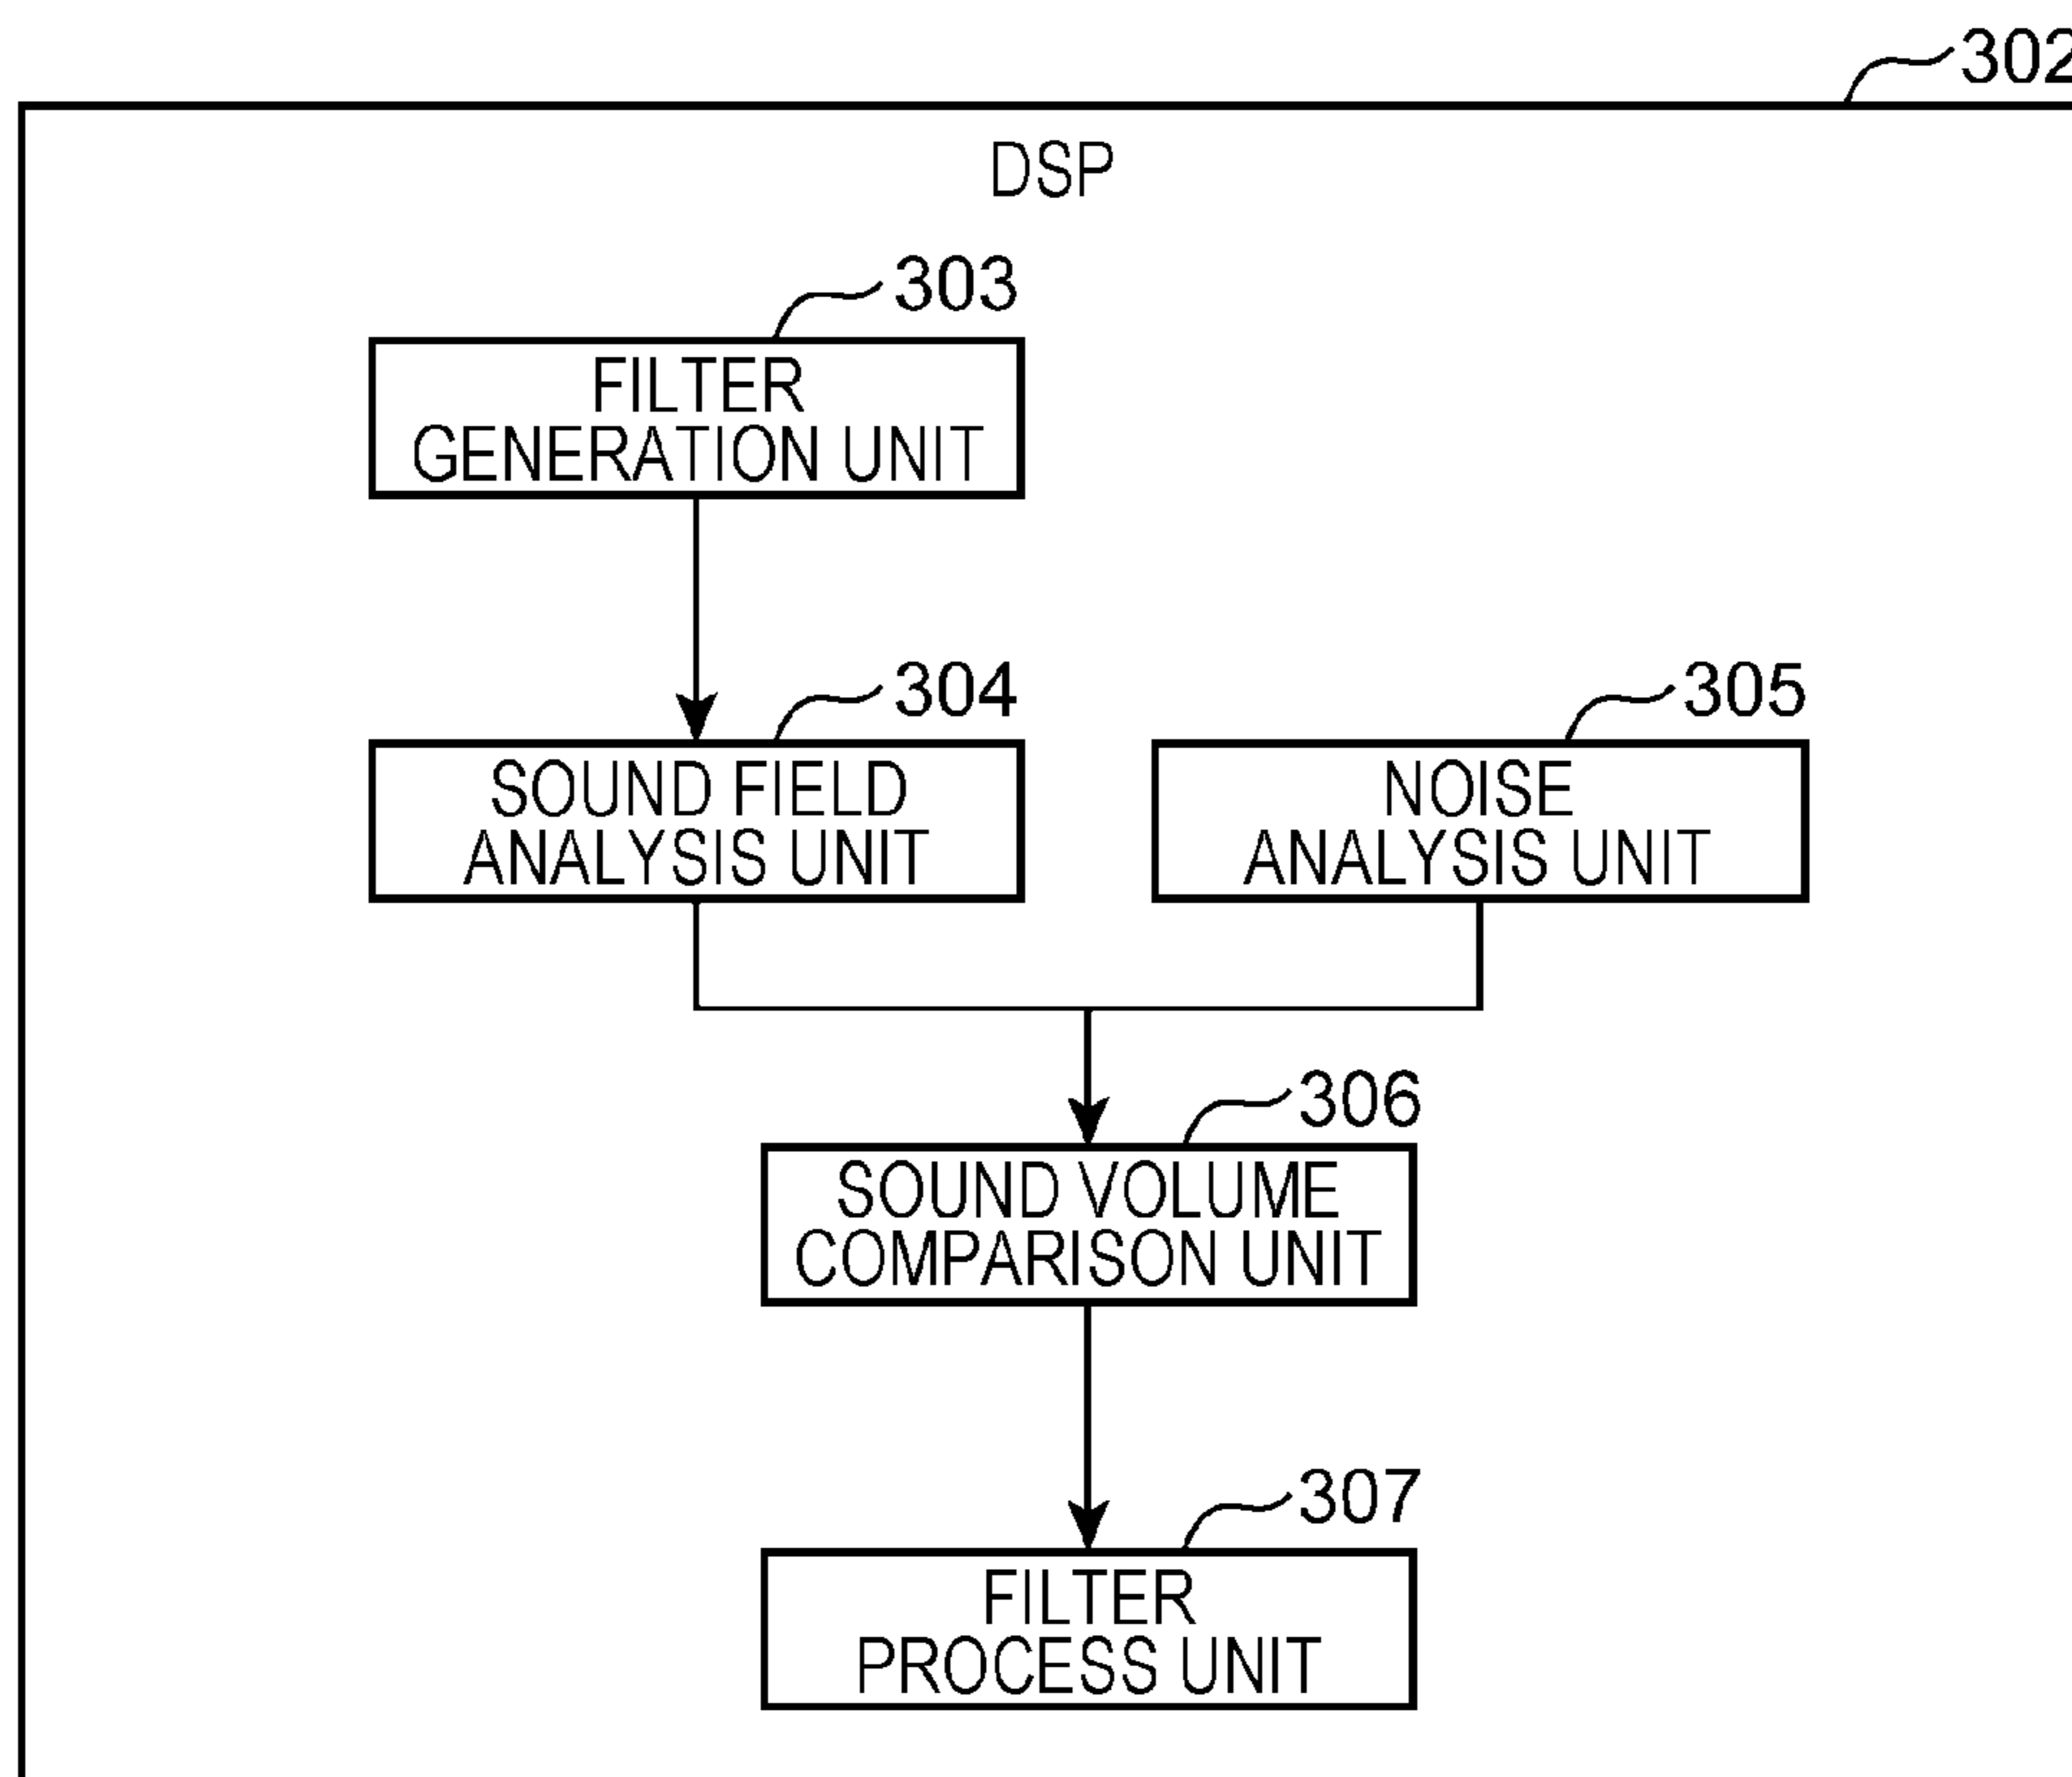 302
DSP
303
FILTER
GENERATION UNIT
304
305
SOUND FIELD
ANALYSIS UNIT
NOISE
ANALYSIS UNIT
306
SOUND VOLUME
COMPARISON UNIT
307
FILTER
PROCESS UNIT